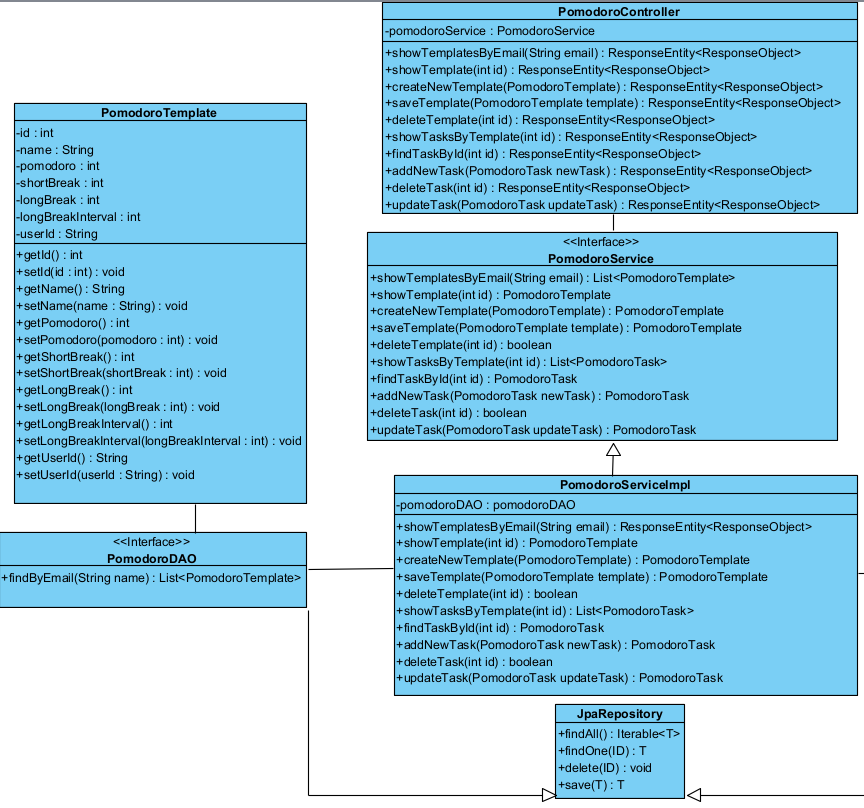 PomodoroController
-pomodoroService : PomodoroService
+showTemplatesByEmail(String email) : ResponseEntity<ResponseObject>
+showTemplate(int id) : ResponseEntity<ResponseObject>
+createNewTemplate(PomodoroTemplate) : ResponseEntity<ResponseObject>
+saveTemplate(PomodoroTemplate template) : ResponseEntity<ResponseObject>
+deleteTemplate(int id) : ResponseEntity<ResponseObject>
+showTasksByTemplate(int id) : ResponseEntity<ResponseObject>
+findTaskById(int id) : ResponseEntity<ResponseObject>
+addNewTask(PomodoroTask newTask) : ResponseEntity<ResponseObject>
+deleteTask(int id) : ResponseEntity<ResponseObject>
+updateTask(PomodoroTask updateTask) : ResponseEntity<ResponseObject>
PomodoroTemplate
-id : int
-name : String
-pomodoro : int
-shortBreak : int
-longBreak : int
-longBreakInterval : int
-userId : String
+getId() : int
+setId(id : int) : void
+getName() : String
+setName(name : String) : void
+getPomodoro() : int
+setPomodoro(pomodoro : int) : void
+getShortBreak() : int
+setShortBreak(shortBreak : int) : void
+getLongBreak() : int
+setLongBreak(longBreak : int) : void
+getLongBreakInterval() : int
+setLongBreakInterval(longBreakInterval : int) : void
+getUserId() : String
+setUserId(userId : String) : void
<<Interface>>
PomodoroService
+showTemplatesByEmail(String email) : List<PomodoroTemplate>
+showTemplate(int id) : PomodoroTemplate
+createNewTemplate(PomodoroTemplate) : PomodoroTemplate
+saveTemplate(PomodoroTemplate template) : PomodoroTemplate
+deleteTemplate(int id) : boolean
+showTasksByTemplate(int id) : List<PomodoroTask>
+findTaskById(int id) : PomodoroTask
+addNewTask(PomodoroTask newTask) : PomodoroTask
+deleteTask(int id) : boolean
+updateTask(PomodoroTask updateTask) : PomodoroTask
<<Interface>>
PomodoroDAO
+findByEmail(String name) : List<PomodoroTemplate>
PomodoroServiceImpl
-pomodoroDAO : pomodoroDAO
+showTemplatesByEmail(String email) : ResponseEntity<ResponseObject>
+showTemplate(int id) : PomodoroTemplate
+createNewTemplate(PomodoroTemplate) : PomodoroTemplate
+saveTemplate(PomodoroTemplate template) : PomodoroTemplate
+deleteTemplate(int id) : boolean
+showTasksByTemplate(int id) : List<PomodoroTask>
+findTaskById(int id) : PomodoroTask
+addNewTask(PomodoroTask newTask) : PomodoroTask
+deleteTask(int id) : boolean
+updateTask(PomodoroTask updateTask) : PomodoroTask
JpaRepository
+findAll() : Iterable<T>
+findOne(ID) : T
+delete(ID) : void
+save(T) : T